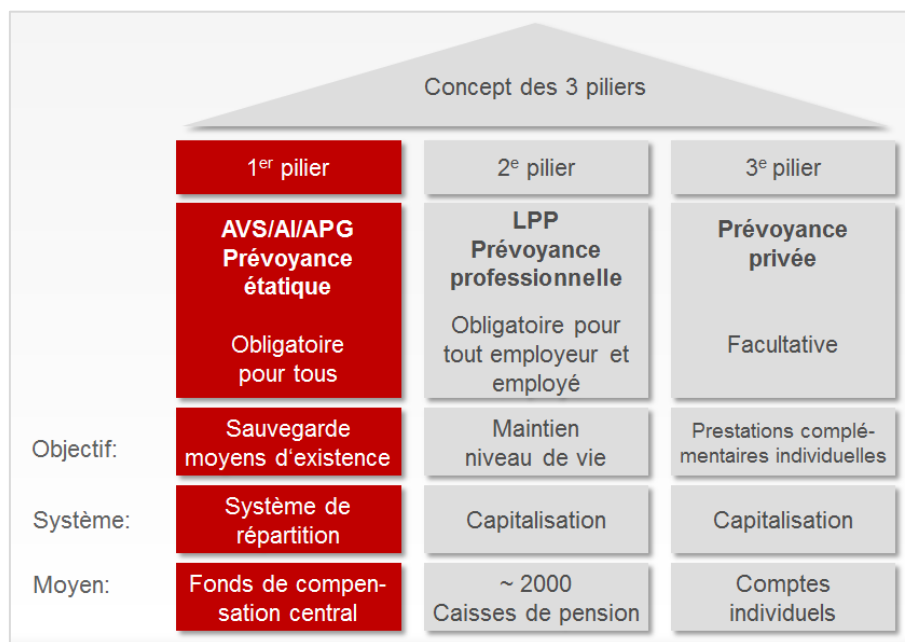 Concept des 3 piliers
1er pilier
2e pilier
3e pilier
AVS/AI/APG
Prévoyance
étatique
Obligatoire
pour tous
LPP
Prévoyance
professionnelle
Obligatoire pour
tout employeur et
employé
Prévoyance
privée
Facultative
Objectif:
Sauvegarde
moyens d‘existence
Maintien
niveau de vie
Prestations complé-
mentaires individuelles
Système:
Système de
répartition
Capitalisation
Capitalisation
Moyen:
Fonds de compen-
sation central
~ 2000
Caisses de pension
Comptes
individuels